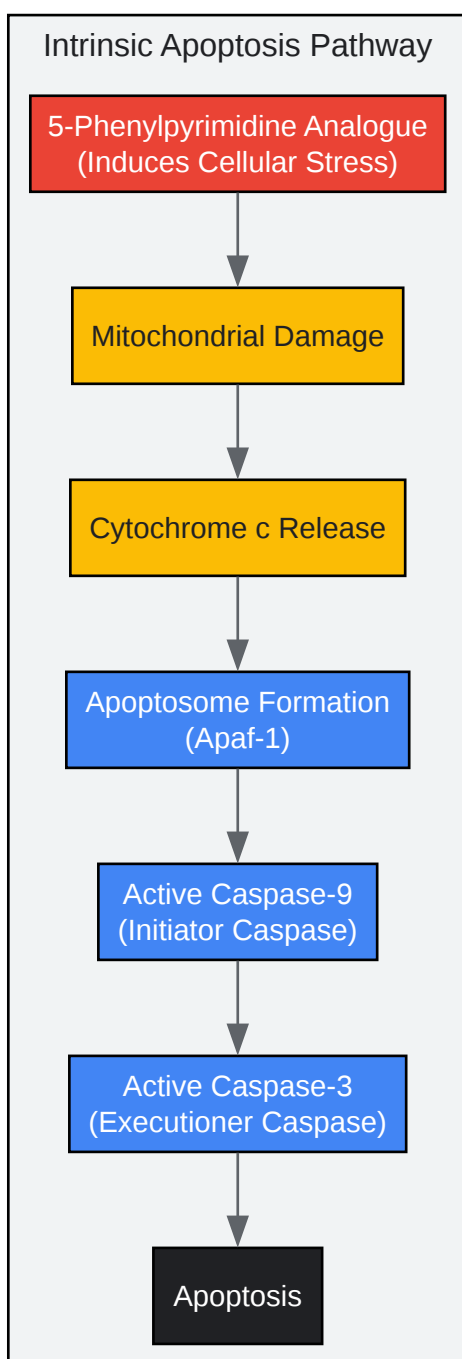 Intrinsic Apoptosis Pathway
5-Phenylpyrimidine Analogue
(Induces Cellular Stress)
Mitochondrial Damage
Cytochrome c Release
Apoptosome Formation
(Apaf-1)
Active Caspase-9
(Initiator Caspase)
Active Caspase-3
(Executioner Caspase)
Apoptosis